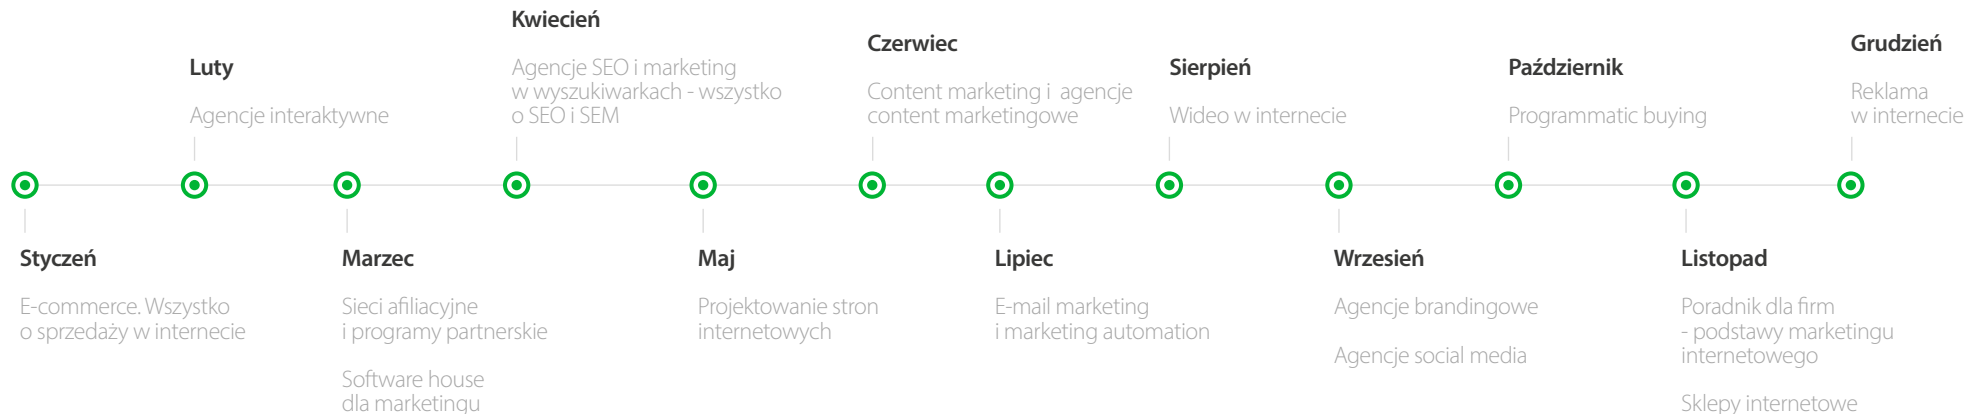 Styczeń
E-commerce. Wszystko
o sprzedaży w internecie
Luty
Agencje interaktywne
Marzec
Sieci afiliacyjne
i programy partnerskie
Software house
dla marketingu
Kwiecień
Agencje SEO i marketing
w wyszukiwarkach - wszystko
o SEO i SEM
Maj
Projektowanie stron
internetowych
Czerwiec
Content marketing i agencje
content marketingowe
Lipiec
E-mail marketing
i marketing automation
Sierpień
Wideo w internecie
Wrzesień
Agencje brandingowe
Agencje social media
Październik
Programmatic buying
Listopad
Poradnik dla firm
- podstawy marketingu
internetowego
Sklepy internetowe
Grudzień
Reklama
w internecie